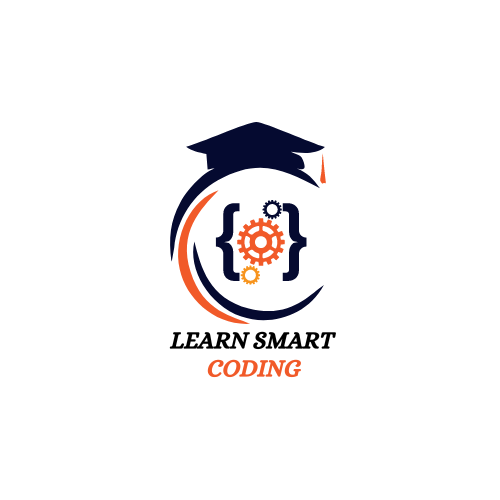 { }
LEARN SMART
CODING